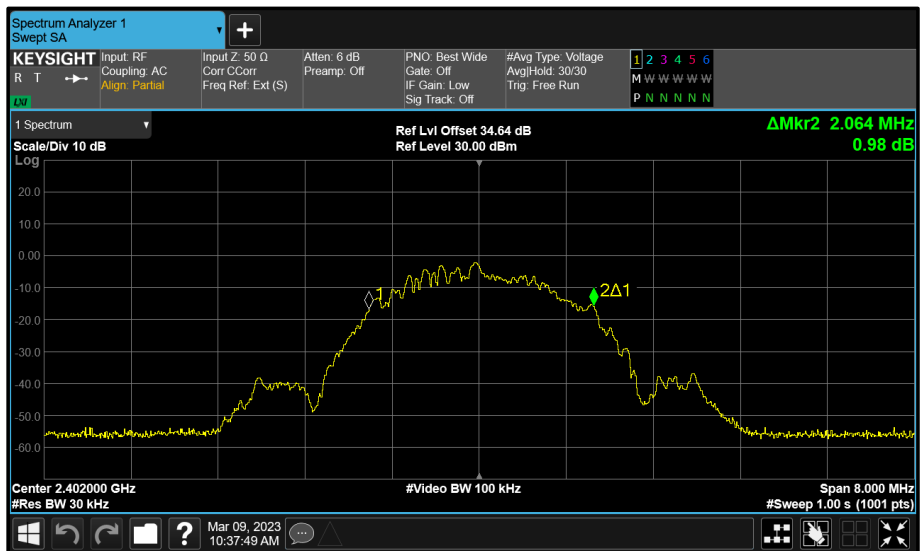 Spectrum Analyzer 1
Swept SA
KEYSIGHT
R T
LXI
Input: RF
Coupling: AC
Align: Partial
Input Z: 50 Ω
Corr CCorr
Freq Ref: Ext (S)
Atten: 6 dB
Preamp: Off
PNO: Best Wide
Gate: Off
IF Gain: Low
Sig Track: Off
#Avg Type: Voltage
Avg|Hold: 30/30
Trig: Free Run
1 2 3 4 5 6
M W W W W W
P N N N N N
1 Spectrum
Scale/Div 10 dB
Log
Ref Lvl Offset 34.64 dB
Ref Level 30.00 dBm
ΔMkr2 2.064 MHz
0.98 dB
20.0
10.0
0.00
-10.0
-20.0
-30.0
-40.0
-50.0
-60.0
1
2Δ1
Center 2.402000 GHz
#Res BW 30 kHz
#Video BW 100 kHz
Span 8.000 MHz
#Sweep 1.00 s (1001 pts)
?
Mar 09, 2023
10:37:49 AM